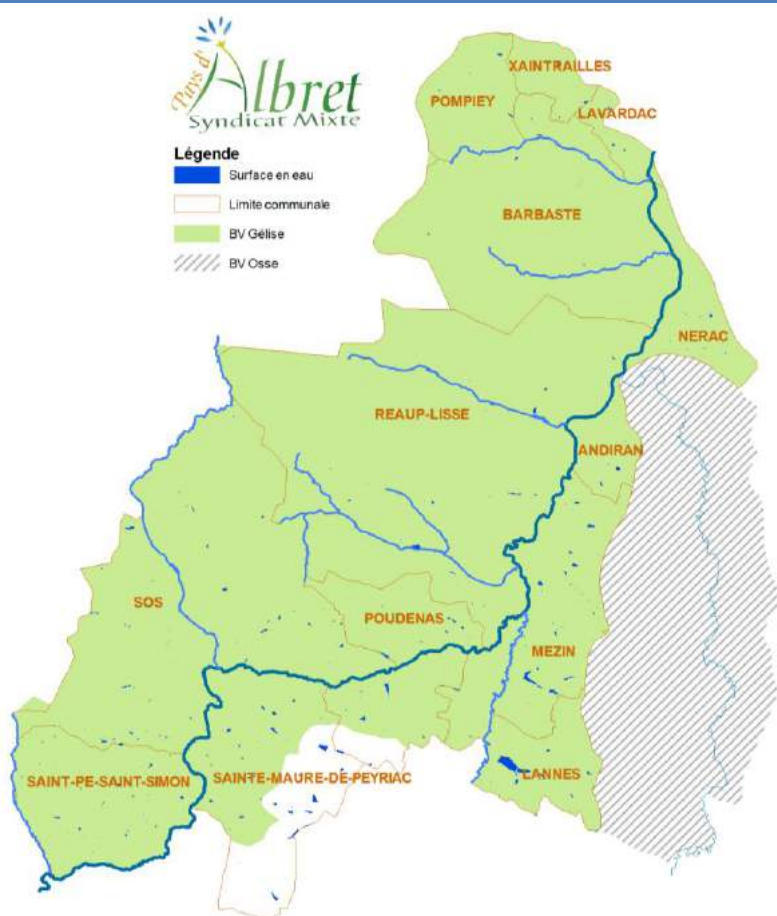 Pays d'
Albret
Syndicat Mixte
Légende
Surface en eau
Limite communale
BV Gélise
BV Osse
XAINTRAILLES
POMPIEY
LAVARDAC
BARBASTE
NERAC
REAUP-LISSE
ANDIRAN
SOS
POUDENAS
MEZIN
SAINT-PE-SAINT-SIMON
SAINTE-MAURE-DE-PEYRIAC
LANNES